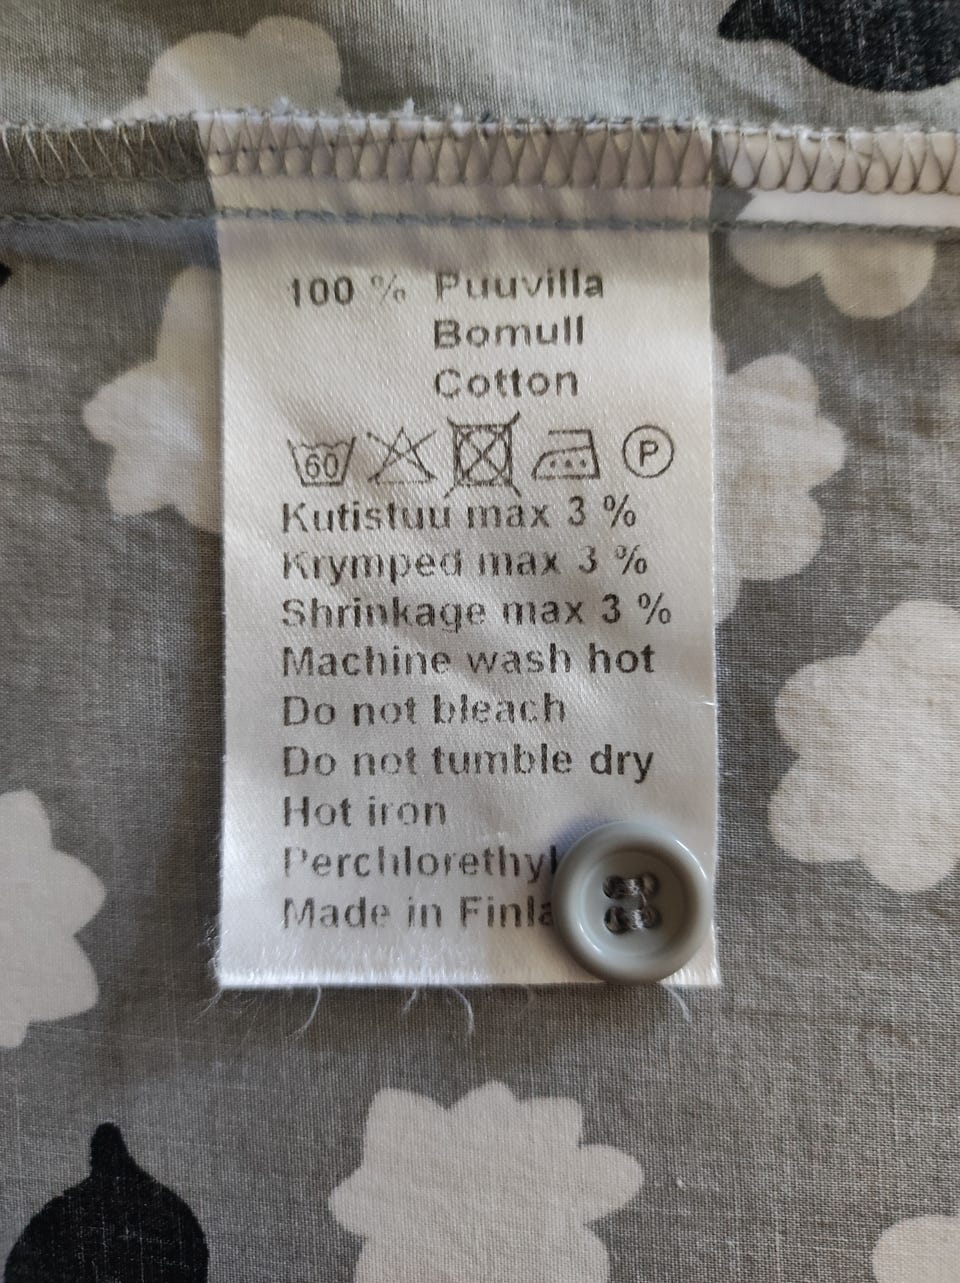 100 % Puuvilla
Bomull
Cotton
60 P
Kutistuu max 3 %
Krymped max 3 %
Shrinkage max 3 %
Machine wash hot
Do not bleach
Do not tumble dry
Hot iron
Perchlorethyl
Made in Finla